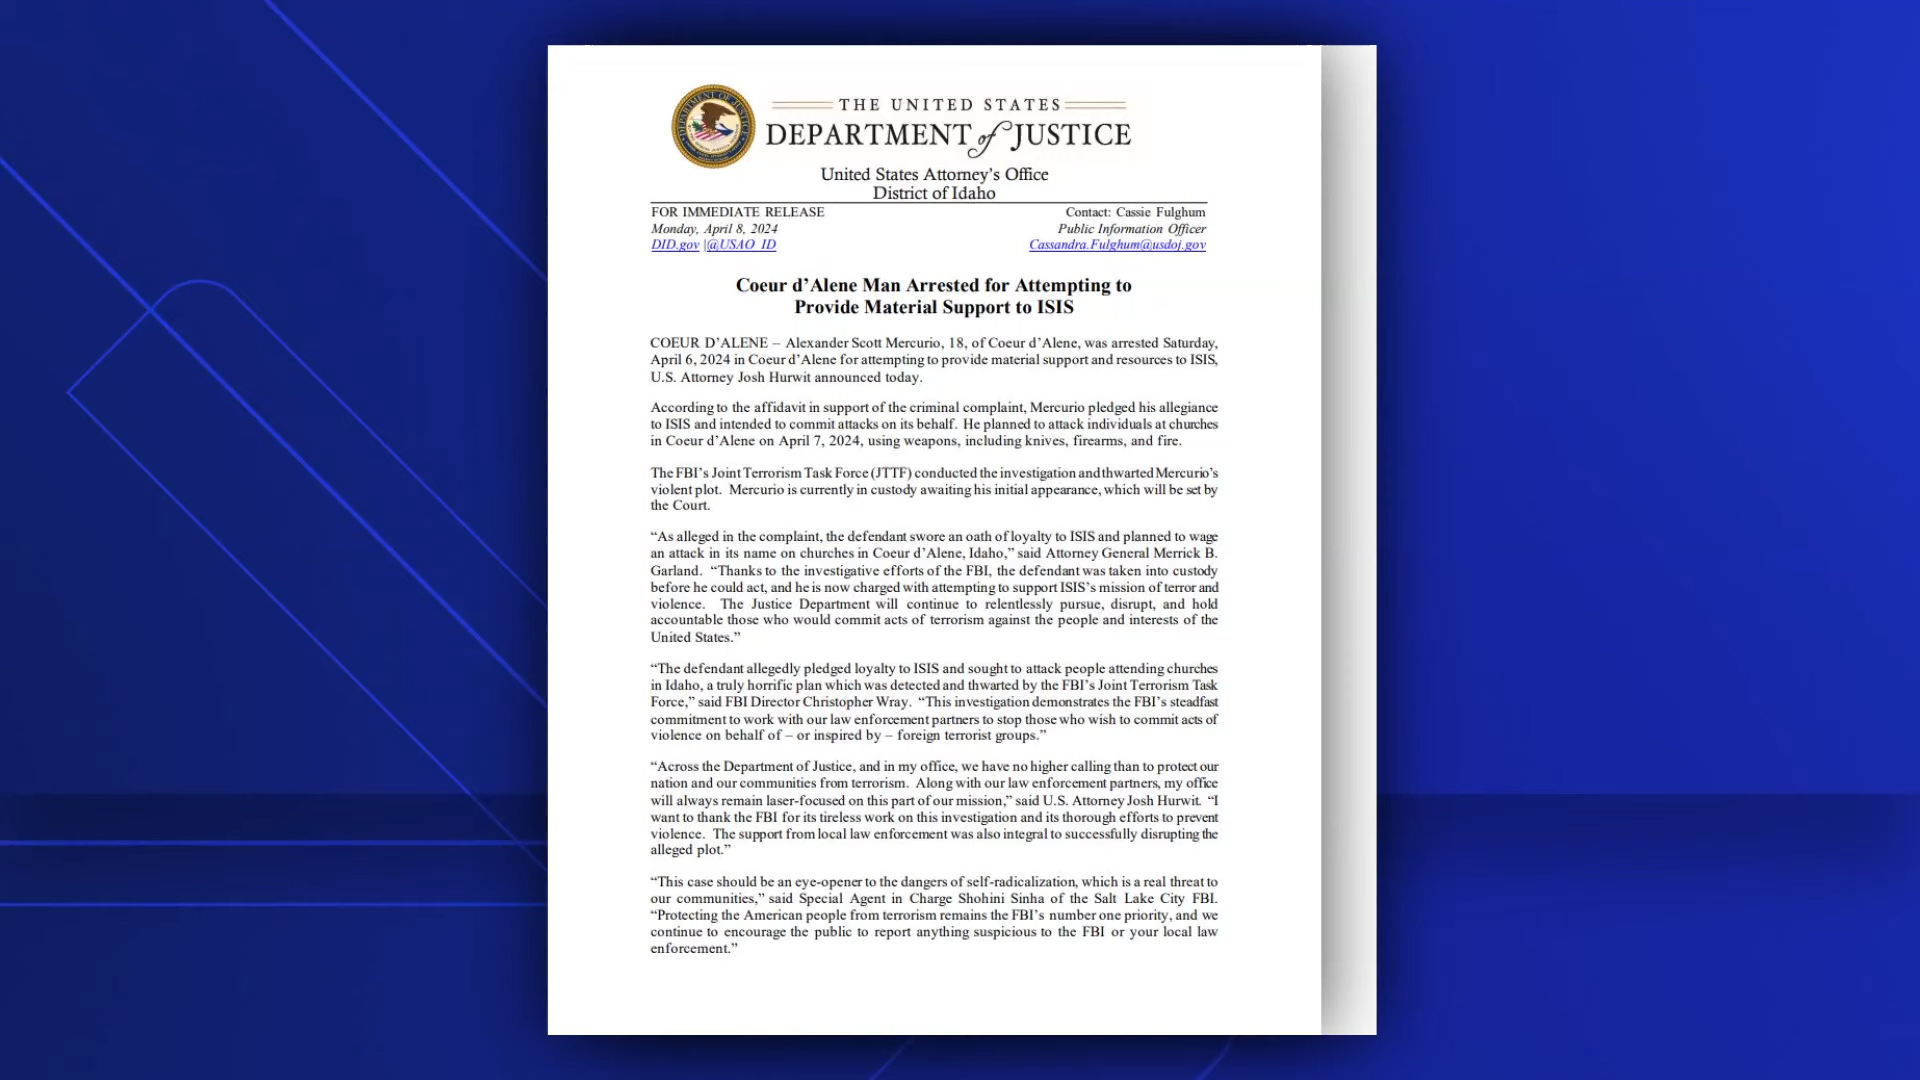 THE UNITED STATES
DEPARTMENT of JUSTICE
United States Attorney’s Office
District of Idaho
FOR IMMEDIATE RELEASE
Contact: Cassie Fulghum
Monday, April 8, 2024
Public Information Officer
DID.gov |@USAO_ID
Cassandra.Fulghum@usdoj.gov
Coeur d’Alene Man Arrested for Attempting to
Provide Material Support to ISIS
COEUR D’ALENE – Alexander Scott Mercurio, 18, of Coeur d’Alene, was arrested Saturday,
April 6, 2024 in Coeur d’Alene for attempting to provide material support and resources to ISIS,
U.S. Attorney Josh Hurwit announced today.
According to the affidavit in support of the criminal complaint, Mercurio pledged his allegiance
to ISIS and intended to commit attacks on its behalf. He planned to attack individuals at churches
in Coeur d’Alene on April 7, 2024, using weapons, including knives, firearms, and fire.
The FBI’s Joint Terrorism Task Force (JTTF) conducted the investigation and thwarted Mercurio’s
violent plot. Mercurio is currently in custody awaiting his initial appearance, which will be set by
the Court.
“As alleged in the complaint, the defendant swore an oath of loyalty to ISIS and planned to wage
an attack in its name on churches in Coeur d’Alene, Idaho,” said Attorney General Merrick B.
Garland. “Thanks to the investigative efforts of the FBI, the defendant was taken into custody
before he could act, and he is now charged with attempting to support ISIS’s mission of terror and
violence. The Justice Department will continue to relentlessly pursue, disrupt, and hold
accountable those who would commit acts of terrorism against the people and interests of the
United States.”
“The defendant allegedly pledged loyalty to ISIS and sought to attack people attending churches
in Idaho, a truly horrific plan which was detected and thwarted by the FBI’s Joint Terrorism Task
Force,” said FBI Director Christopher Wray. “This investigation demonstrates the FBI’s steadfast
commitment to work with our law enforcement partners to stop those who wish to commit acts of
violence on behalf of – or inspired by – foreign terrorist groups.”
“Across the Department of Justice, and in my office, we have no higher calling than to protect our
nation and our communities from terrorism. Along with our law enforcement partners, my office
will always remain laser-focused on this part of our mission,” said U.S. Attorney Josh Hurwit. “I
want to thank the FBI for its tireless work on this investigation and its thorough efforts to prevent
violence. The support from local law enforcement was also integral to successfully disrupting the
alleged plot.”
“This case should be an eye-opener to the dangers of self-radicalization, which is a real threat to
our communities,” said Special Agent in Charge Shohini Sinha of the Salt Lake City FBI.
“Protecting the American people from terrorism remains the FBI’s number one priority, and we
continue to encourage the public to report anything suspicious to the FBI or your local law
enforcement.”